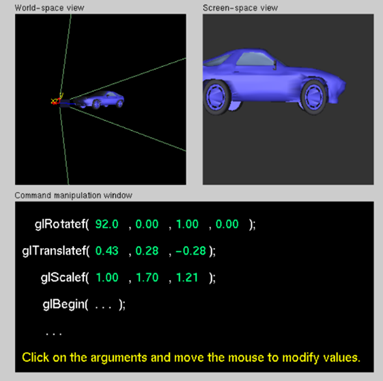 World-space view
Screen-space view
Command manipulation window
glRotatef( 92.0 , 0.00 , 1.00 , 0.00 );
glTranslatef( 0.43 , 0.28 , -0.28 );
glScalef( 1.00 , 1.70 , 1.21 );
glBegin( . . . );
. . .
Click on the arguments and move the mouse to modify values.